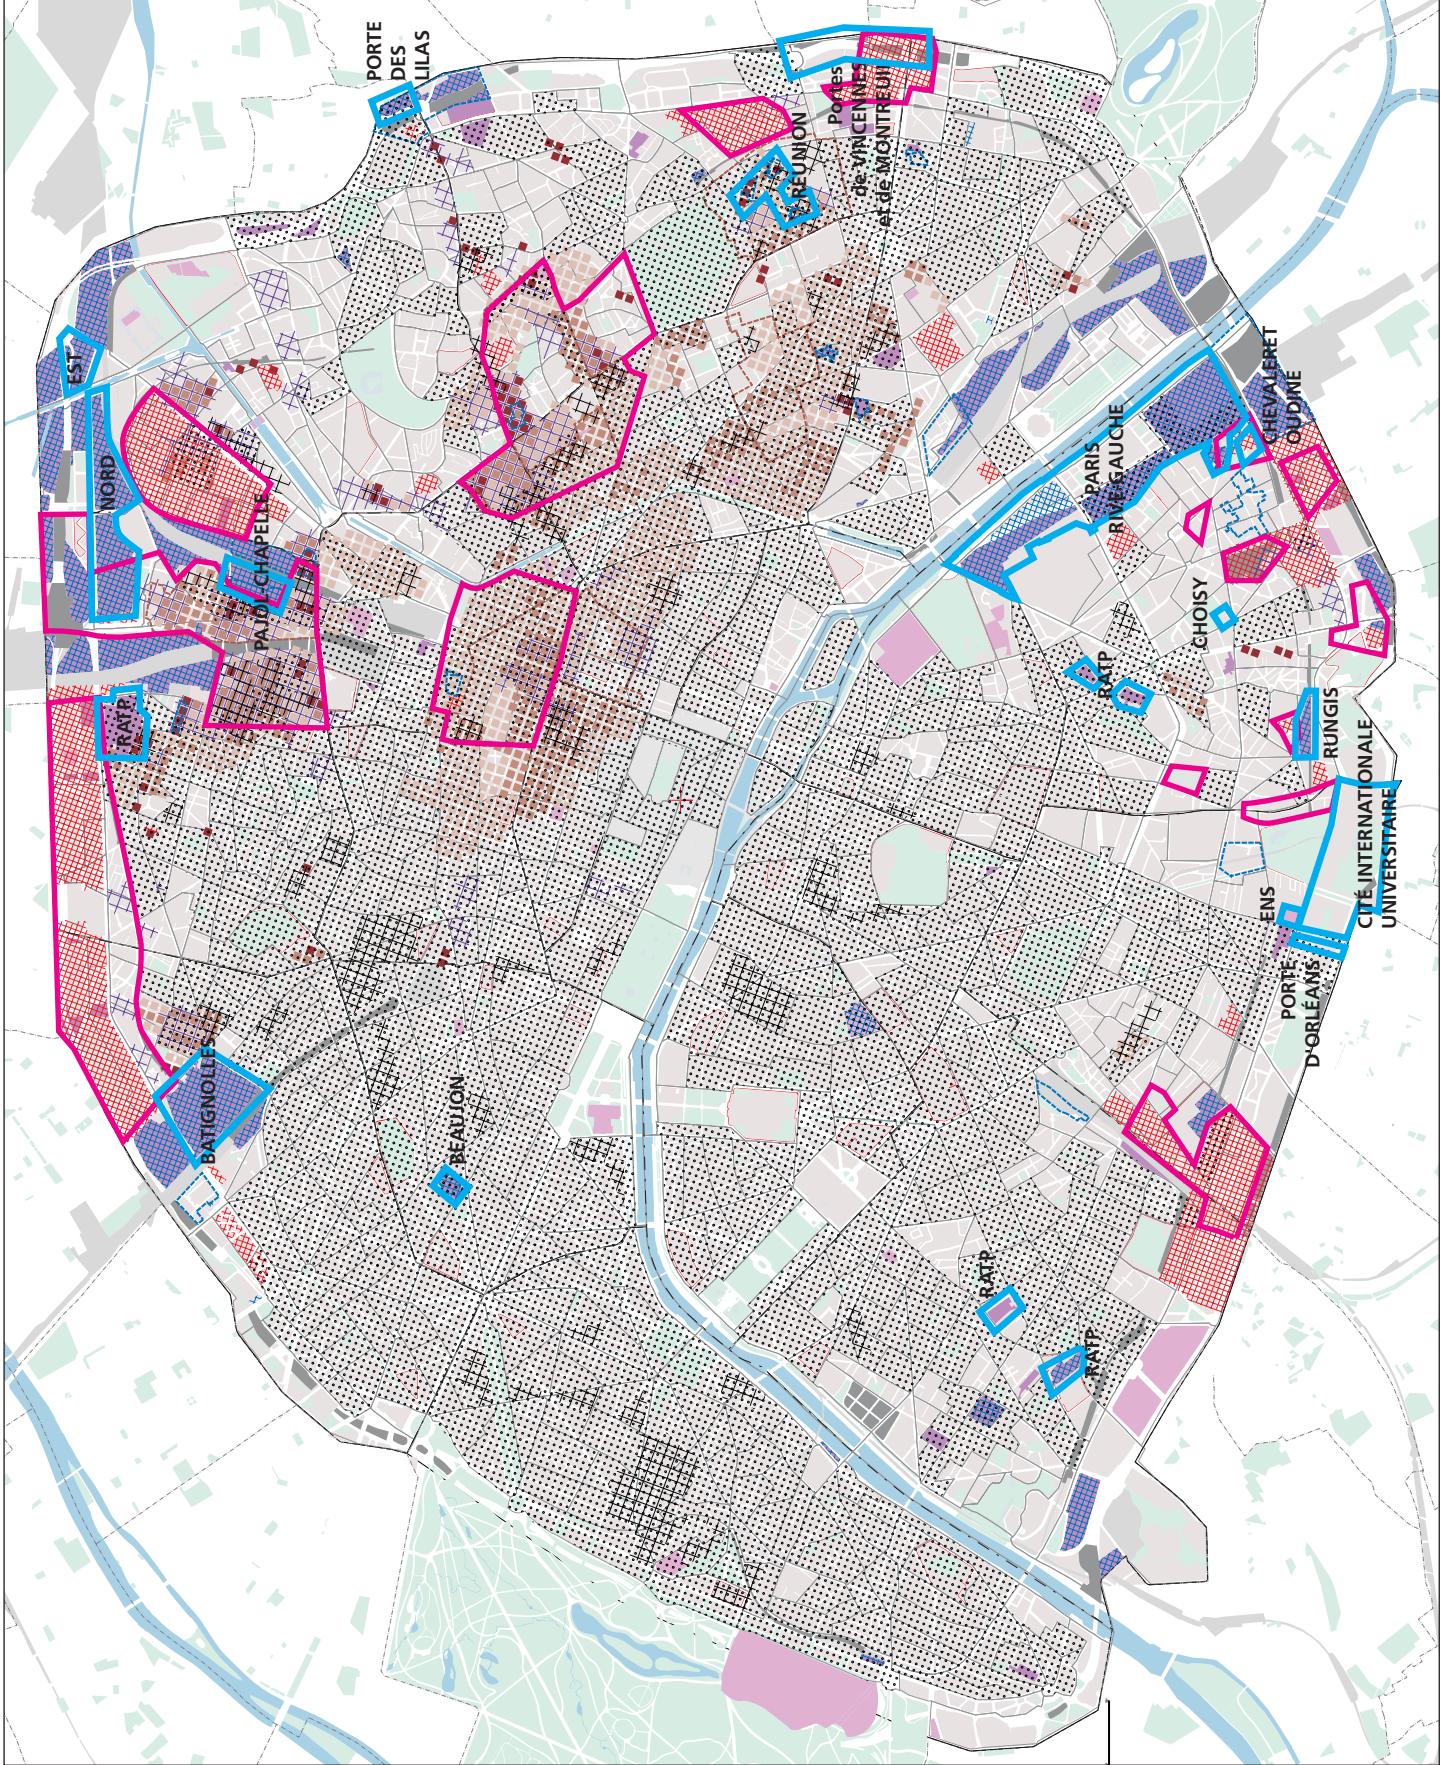 PORTE
DES
LILAS
EST
NORD
PAJOL CHAPELLE
RATP
Portes
de VINCENNES
et de MONTREUIL
RÉUNION
PARIS
RIVE GAUCHE
CHEVALERET
OUDINÉ
CHOISY
RATP
RUNGIS
CITÉ INTERNATIONALE
UNIVERSITAIRE
ENS
PORTE
D'ORLÉANS
BATIGNOLLES
BEAUJON
RATP
RATP